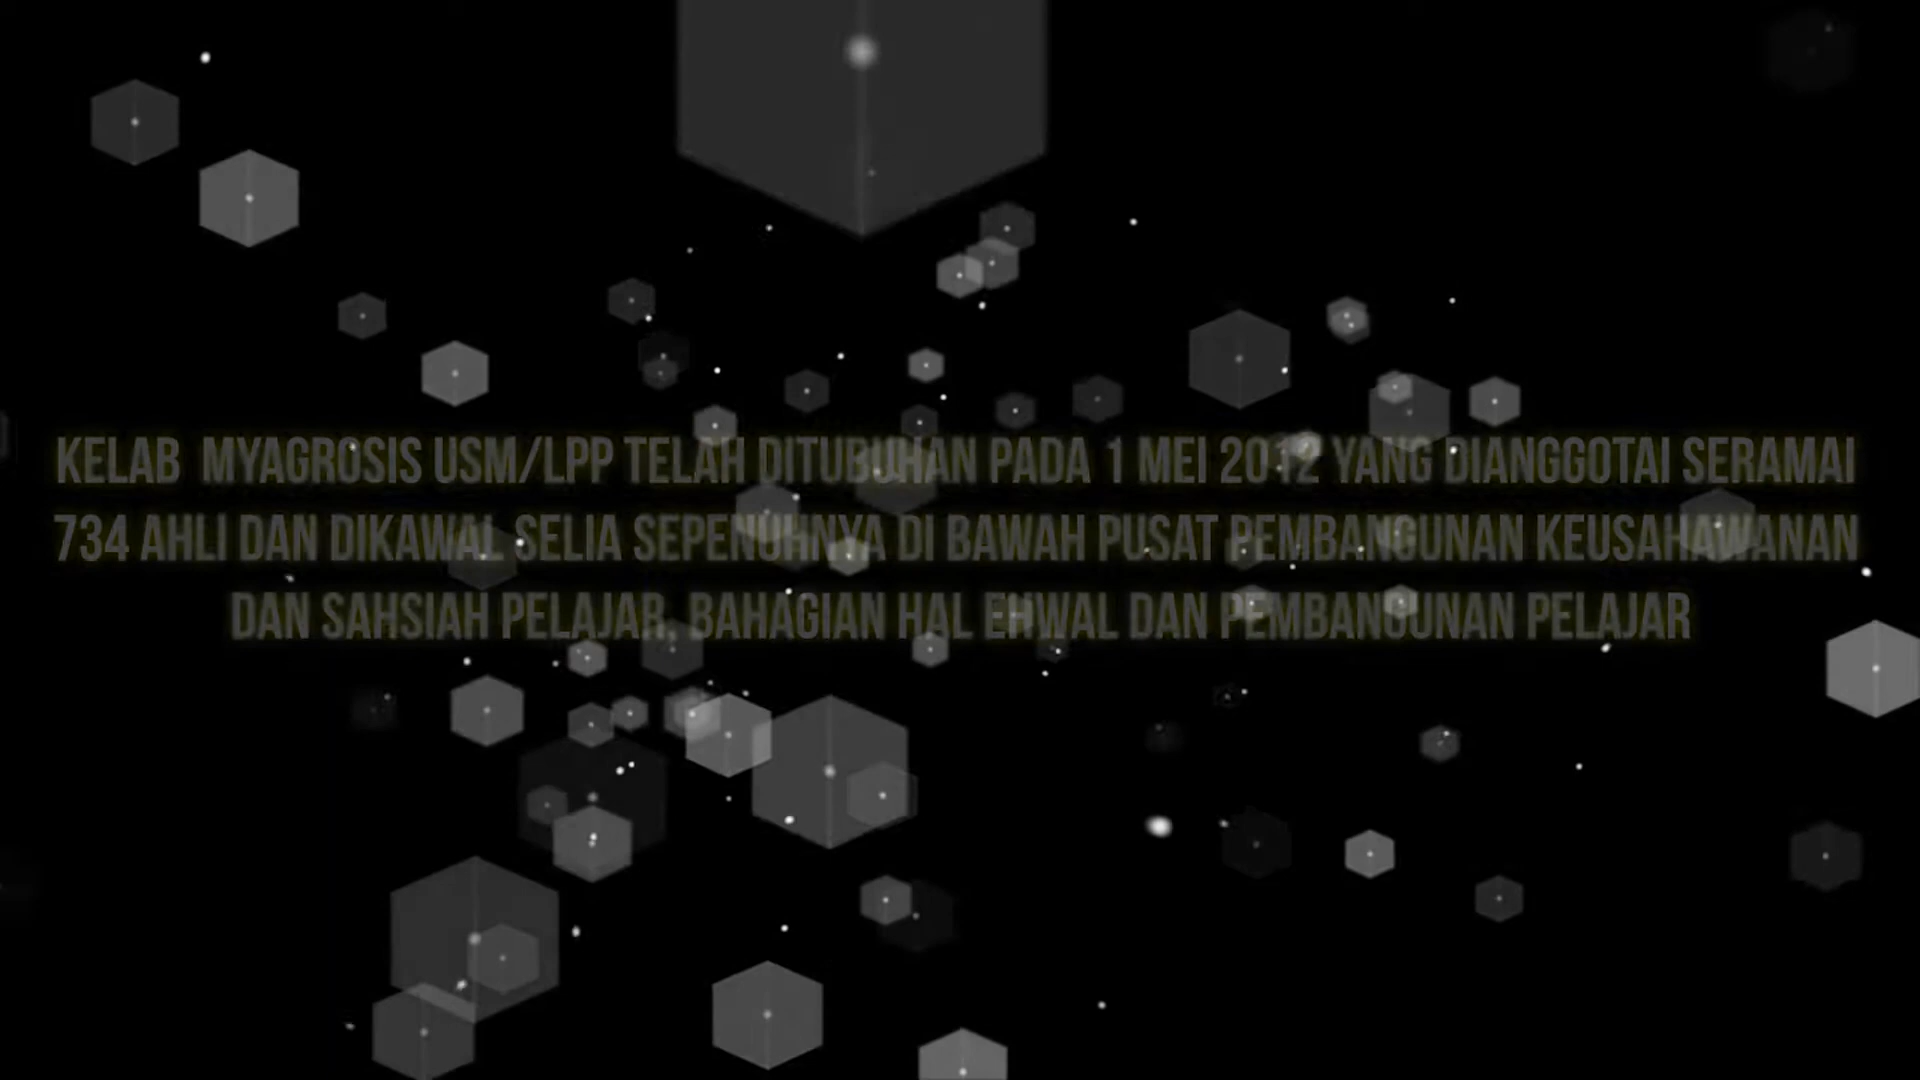 KELAB MYAGROSIS USM/LPP TELAH DITUBUHAN PADA 1 MEI 2012 YANG DIANGGOTAI SERAMAI
734 AHLI DAN DIKAWAL SELIA SEPENUHNYA DI BAWAH PUSAT PEMBANGUNAN KEUSAHAWANAN
DAN SAHSIAH PELAJAR, BAHAGIAN HAL EHWAL DAN PEMBANGUNAN PELAJAR